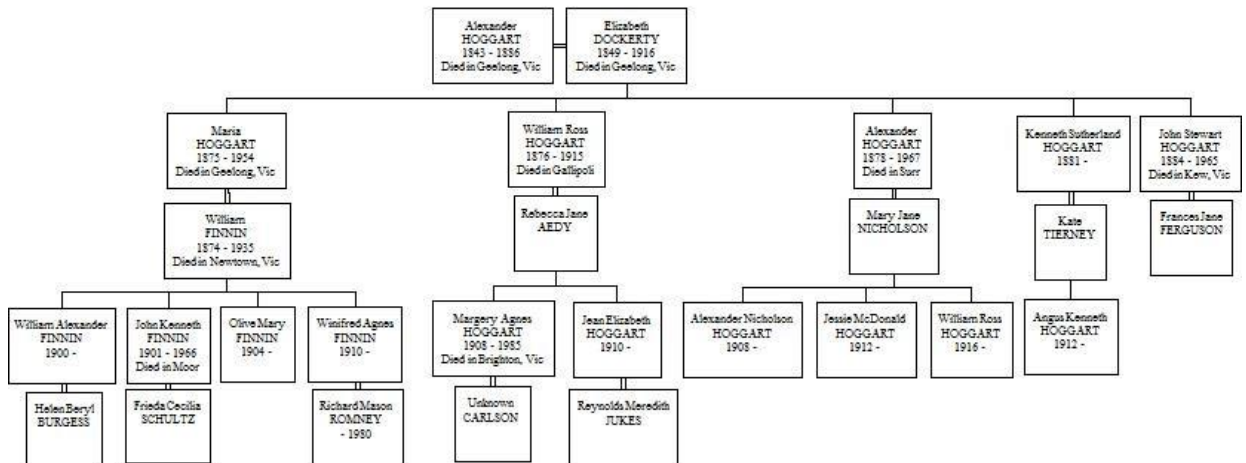 Alexander
HOGGART
1843 - 1886
Died in Geelong, Vic
Elizabeth
DOCKERTY
1849 - 1916
Died in Geelong, Vic
Maria
HOGGART
1875 - 1954
Died in Geelong, Vic
William Ross
HOGGART
1876 - 1915
Died in Gallipoli
Alexander
HOGGART
1878 - 1967
Died in Surr
Kenneth Sutherland
HOGGART
1881 -
John Stewart
HOGGART
1884 - 1965
Died in Kew, Vic
William
FINNIN
1874 - 1935
Died in Newtown, Vic
Rebecca Jane
AEDY
Mary Jane
NICHOLSON
Kate
TIERNEY
Frances Jane
FERGUSON
William Alexander
FINNIN
1900 -
John Kenneth
FINNIN
1901 - 1966
Died in Moor
Olive Mary
FINNIN
1904 -
Winifred Agnes
FINNIN
1910 -
Margery Agnes
HOGGART
1908 - 1985
Died in Brighton, Vic
Jean Elizabeth
HOGGART
1910 -
Alexander Nicholson
HOGGART
1908 -
Jessie McDonald
HOGGART
1912 -
William Ross
HOGGART
1916 -
Angus Kenneth
HOGGART
1912 -
Helen Beryl
BURGESS
Frieda Cecilia
SCHULTZ
Richard Mason
ROMNEY
- 1980
Unknown
CARLSON
Reynolds Meredith
JUKES